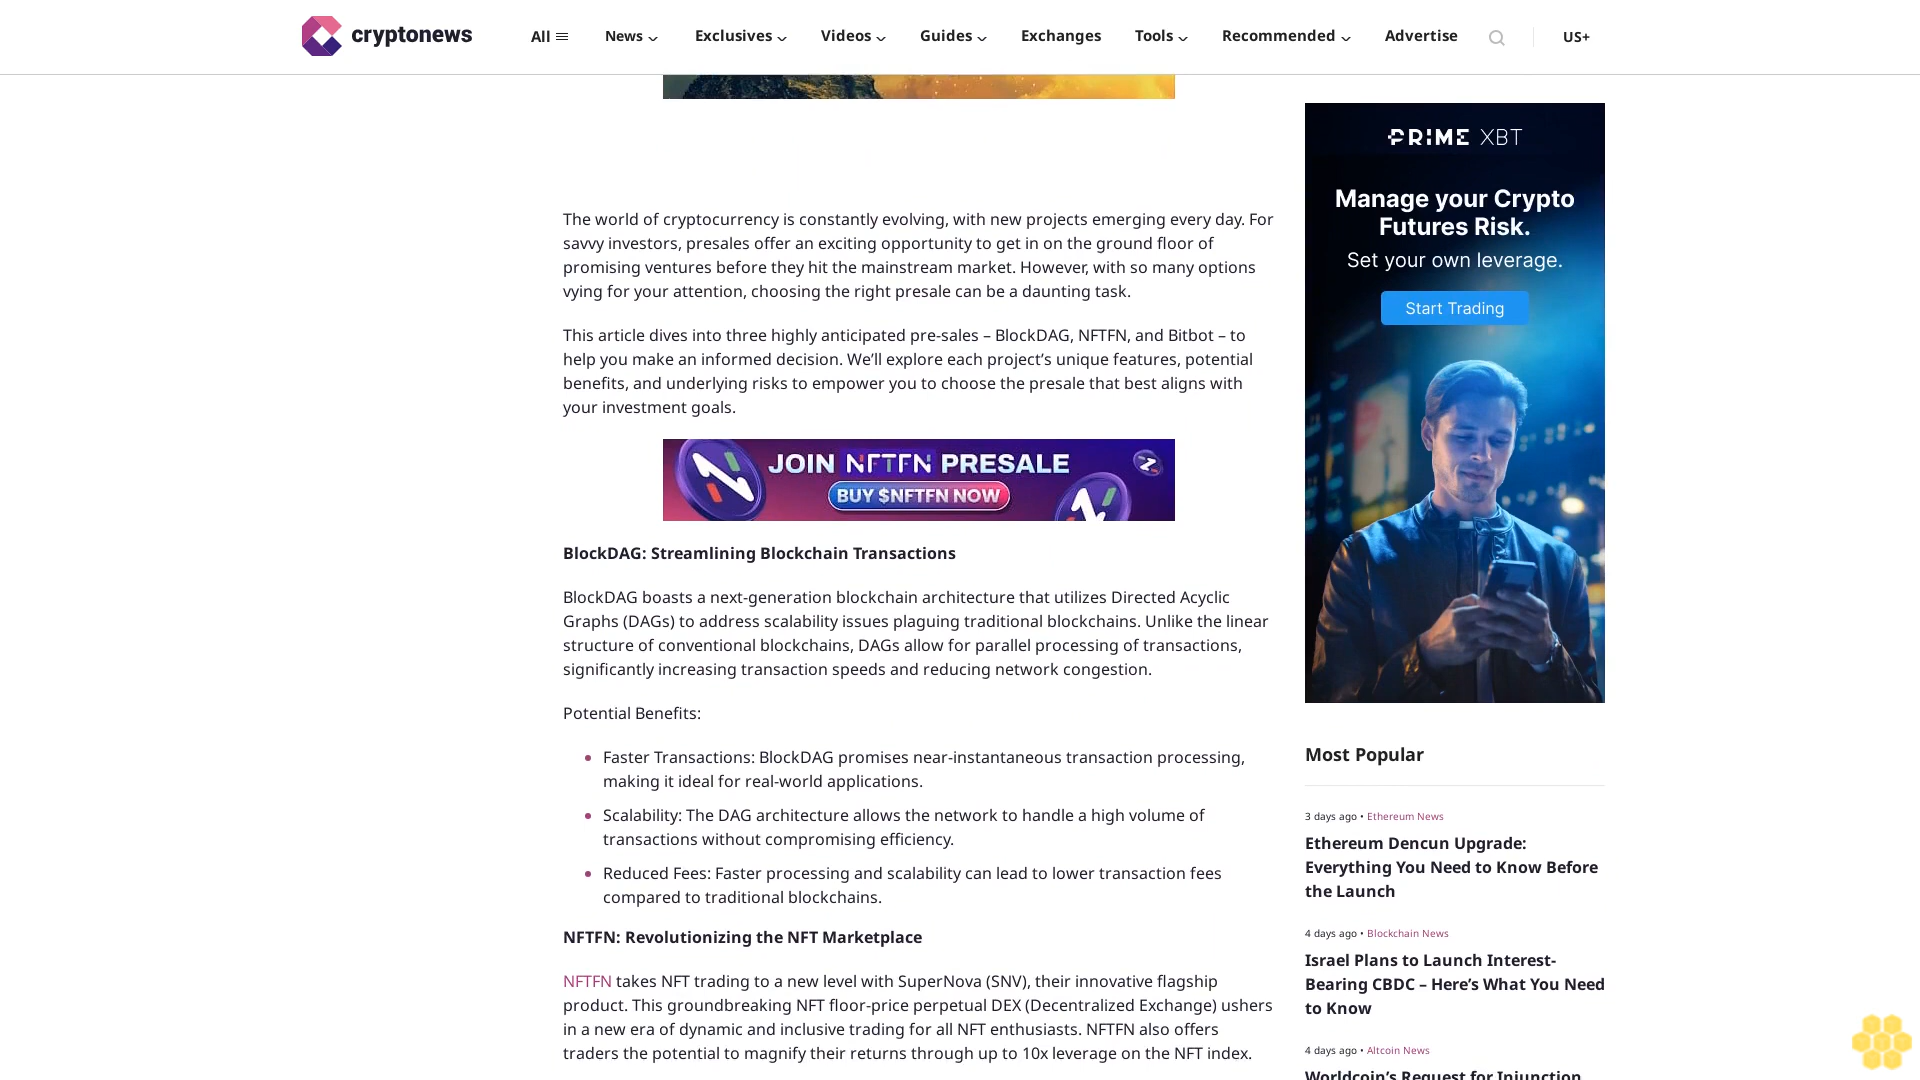 cryptonews
All
News
Exclusives
Videos
Guides
Exchanges
Tools
Recommended
Advertise
US+
The world of cryptocurrency is constantly evolving, with new projects emerging every day. For
savvy investors, presales offer an exciting opportunity to get in on the ground floor of
promising ventures before they hit the mainstream market. However, with so many options
vying for your attention, choosing the right presale can be a daunting task.
This article dives into three highly anticipated pre-sales – BlockDAG, NFTFN, and Bitbot – to
help you make an informed decision. We’ll explore each project’s unique features, potential
benefits, and underlying risks to empower you to choose the presale that best aligns with
your investment goals.
JOIN NFTFN PRESALE
BUY $NFTFN NOW
BlockDAG: Streamlining Blockchain Transactions
BlockDAG boasts a next-generation blockchain architecture that utilizes Directed Acyclic
Graphs (DAGs) to address scalability issues plaguing traditional blockchains. Unlike the linear
structure of conventional blockchains, DAGs allow for parallel processing of transactions,
significantly increasing transaction speeds and reducing network congestion.
Potential Benefits:
Faster Transactions: BlockDAG promises near-instantaneous transaction processing,
making it ideal for real-world applications.
Scalability: The DAG architecture allows the network to handle a high volume of
transactions without compromising efficiency.
Reduced Fees: Faster processing and scalability can lead to lower transaction fees
compared to traditional blockchains.
NFTFN: Revolutionizing the NFT Marketplace
NFTFN takes NFT trading to a new level with SuperNova (SNV), their innovative flagship
product. This groundbreaking NFT floor-price perpetual DEX (Decentralized Exchange) ushers
in a new era of dynamic and inclusive trading for all NFT enthusiasts. NFTFN also offers
traders the potential to magnify their returns through up to 10x leverage on the NFT index.
PRIME XBT
Manage your Crypto
Futures Risk.
Set your own leverage.
Start Trading
Most Popular
3 days ago • Ethereum News
Ethereum Dencun Upgrade:
Everything You Need to Know Before
the Launch
4 days ago • Blockchain News
Israel Plans to Launch Interest-
Bearing CBDC – Here’s What You Need
to Know
4 days ago • Altcoin News
Worldcoin’s Request for Injunction